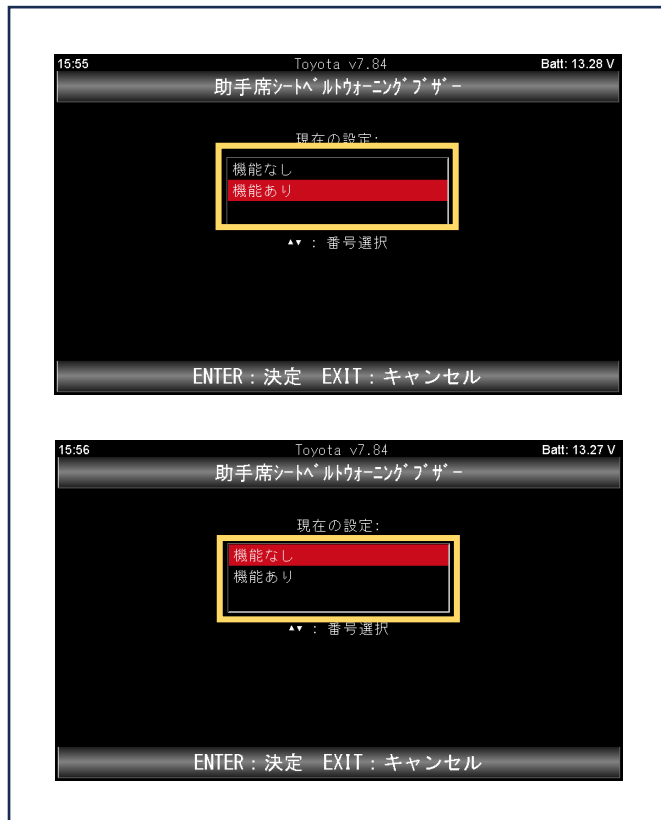 15:55 Toyota v7.84 Batt: 13.28 V
助手席ｼｰﾄﾍﾞﾙﾄｳｫｰﾆﾝｸﾞﾌﾞｻﾞｰ
現在の設定:
機能なし
機能あり
▲▼ : 番号選択
ENTER：決定 EXIT：キャンセル
15:56 Toyota v7.84 Batt: 13.27 V
助手席ｼｰﾄﾍﾞﾙﾄｳｫｰﾆﾝｸﾞﾌﾞｻﾞｰ
現在の設定:
機能なし
機能あり
▲▼ : 番号選択
ENTER：決定 EXIT：キャンセル